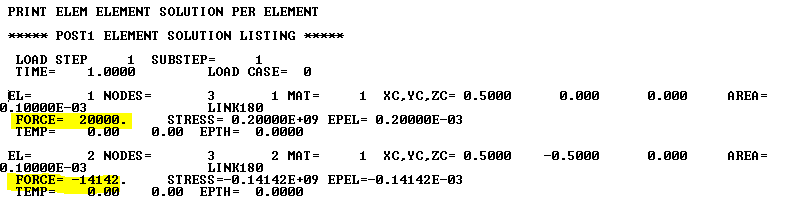 PRINT ELEM ELEMENT SOLUTION PER ELEMENT
***** POST1 ELEMENT SOLUTION LISTING *****
LOAD STEP 1 SUBSTEP= 1
TIME= 1.0000 LOAD CASE= 0
EL= 1 NODES= 3 1 MAT= 1 XC,YC,ZC= 0.5000 0.000 0.000 AREA=
0.10000E-03 LINK180
FORCE= 20000. STRESS= 0.20000E+09 EPEL= 0.20000E-03
TEMP= 0.00 0.00 EPTH= 0.0000
EL= 2 NODES= 3 2 MAT= 1 XC,YC,ZC= 0.5000 -0.5000 0.000 AREA=
0.10000E-03 LINK180
FORCE= -14142. STRESS=-0.14142E+09 EPEL=-0.14142E-03
TEMP= 0.00 0.00 EPTH= 0.0000